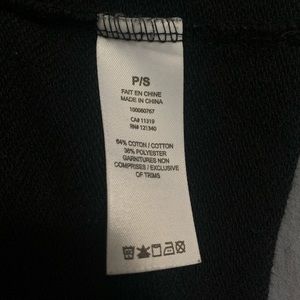 P/S
FAIT EN CHINE
MADE IN CHINA
100060767
CA# 11319
RN# 121340
64% COTON / COTTON
36% POLYESTER
GARNITURES NON
COMPRISES / EXCLUSIVE
OF TRIMS